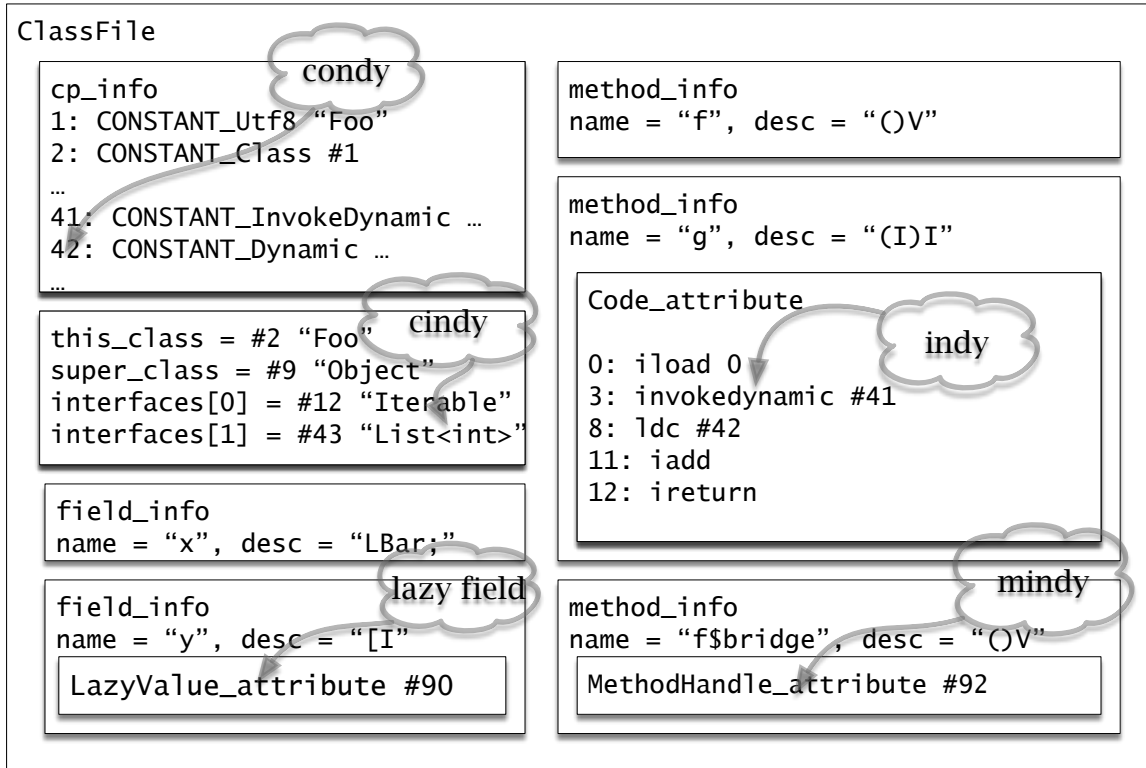 ClassFile
condy
cp_info
1: CONSTANT_Utf8 “Foo”
2: CONSTANT_Class #1
…
41: CONSTANT_InvokeDynamic …
42: CONSTANT_Dynamic …
…
cindy
this_class = #2 “Foo”
super_class = #9 “Object”
interfaces[0] = #12 “Iterable”
interfaces[1] = #43 “List<int>”
field_info
name = “x”, desc = “LBar;”
lazy field
field_info
name = “y”, desc = “[I”
LazyValue_attribute #90
method_info
name = “f”, desc = “()V”
method_info
name = “g”, desc = “(I)I”
Code_attribute
indy
0: iload 0
3: invokedynamic #41
8: ldc #42
11: iadd
12: ireturn
mindy
method_info
name = “f$bridge”, desc = “()V”
MethodHandle_attribute #92